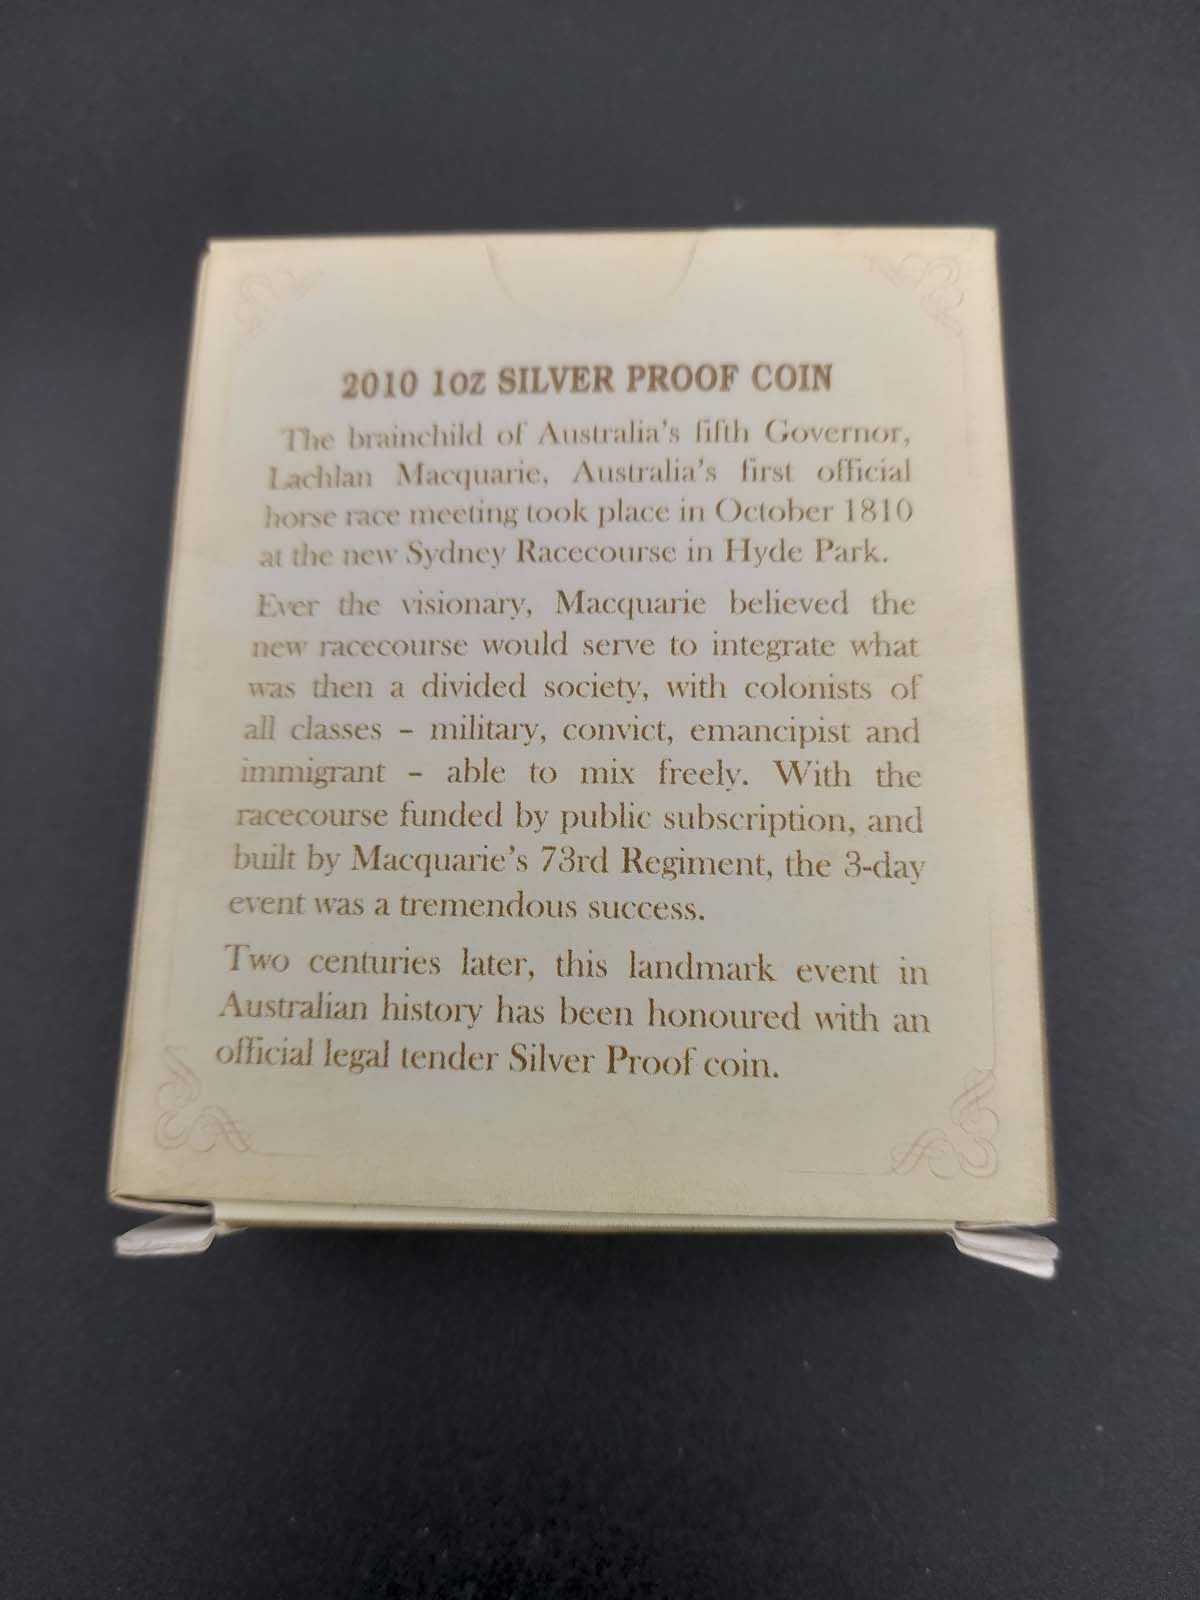 2010 1OZ SILVER PROOF COIN
The brainchild of Australia's fifth Governor,
Lachlan Macquarie, Australia's first official
horse race meeting took place in October 1810
at the new Sydney Racecourse in Hyde Park.
Ever the visionary, Macquarie believed the
new racecourse would serve to integrate what
was then a divided society, with colonists of
all classes – military, convict, emancipist and
immigrant – able to mix freely. With the
racecourse funded by public subscription, and
built by Macquarie's 73rd Regiment, the 3-day
event was a tremendous success.
Two centuries later, this landmark event in
Australian history has been honoured with an
official legal tender Silver Proof coin.